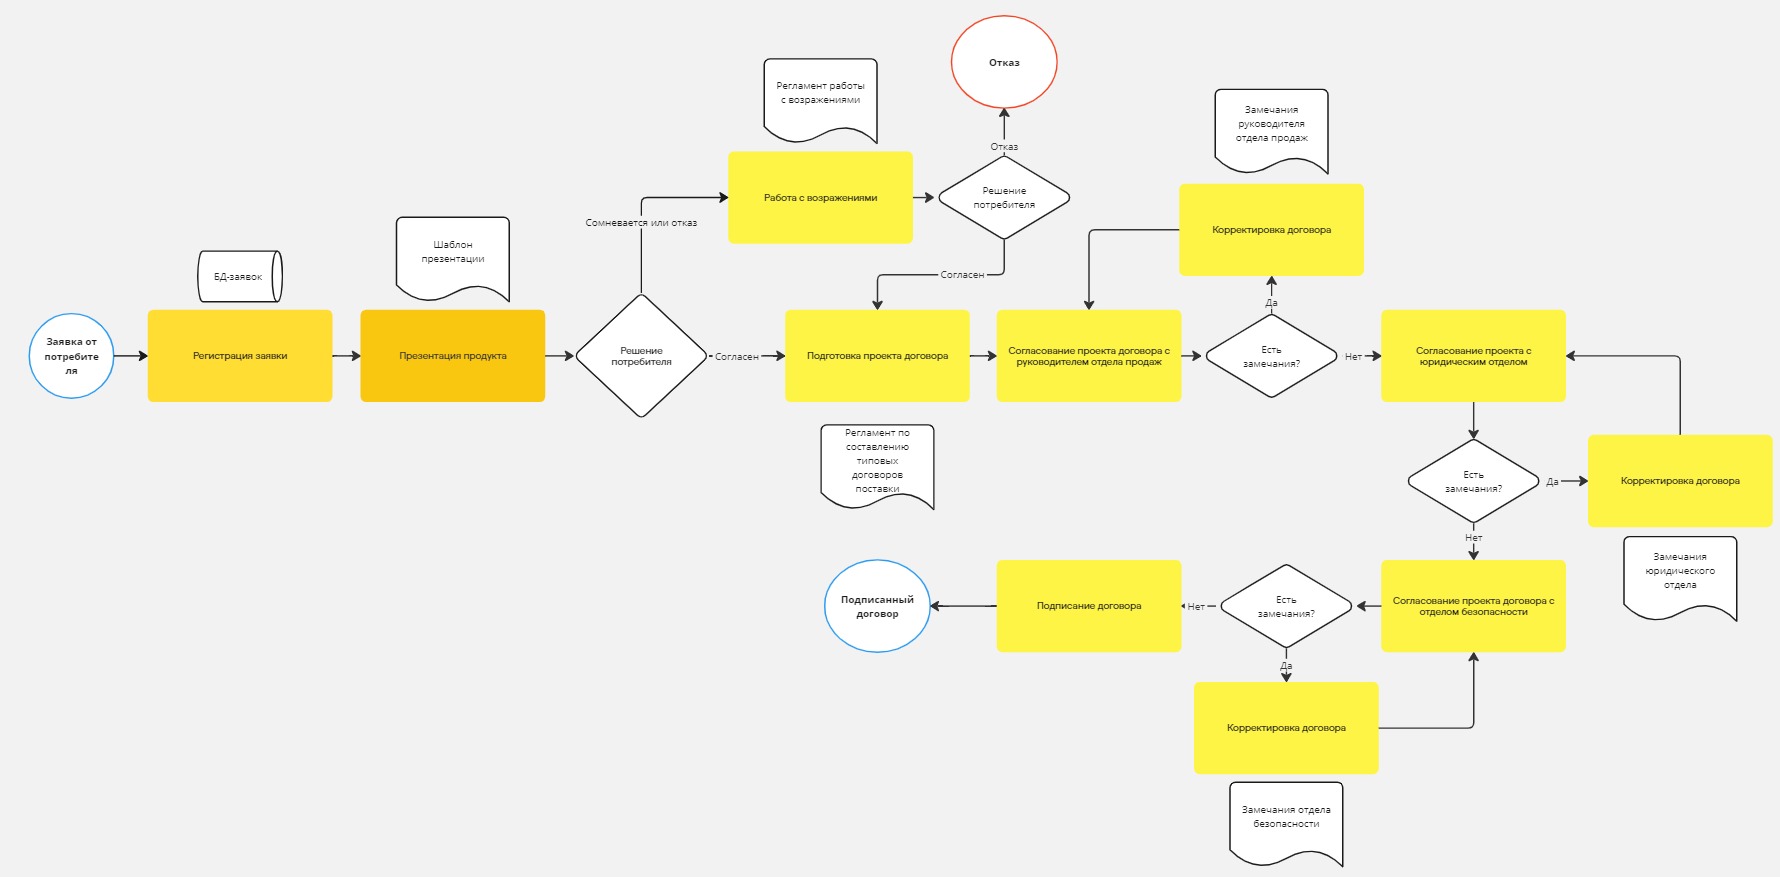 Отказ
Регламент работы
с возражениями
Замечания
руководителя
отдела продаж
Отказ
Работа с возражениями
Решение
потребителя
Сомневается или отказ
Корректировка договора
Шаблон
презентации
БД-заявок
Согласен
Да
Заявка от
потребите
ля
Регистрация заявки
Презентация продукта
Решение
потребителя
Согласен
Подготовка проекта договора
Согласование проекта договора с
руководителем отдела продаж
Есть
замечания?
Нет
Согласование проекта с
юридическим отделом
Регламент по
составлению
типовых
договоров
поставки
Есть
замечания?
Да
Корректировка договора
Нет
Замечания
юридического
отдела
Подписанный
договор
Подписание договора
Нет
Есть
замечания?
Согласование проекта договора с
отделом безопасности
Да
Корректировка договора
Замечания отдела
безопасности